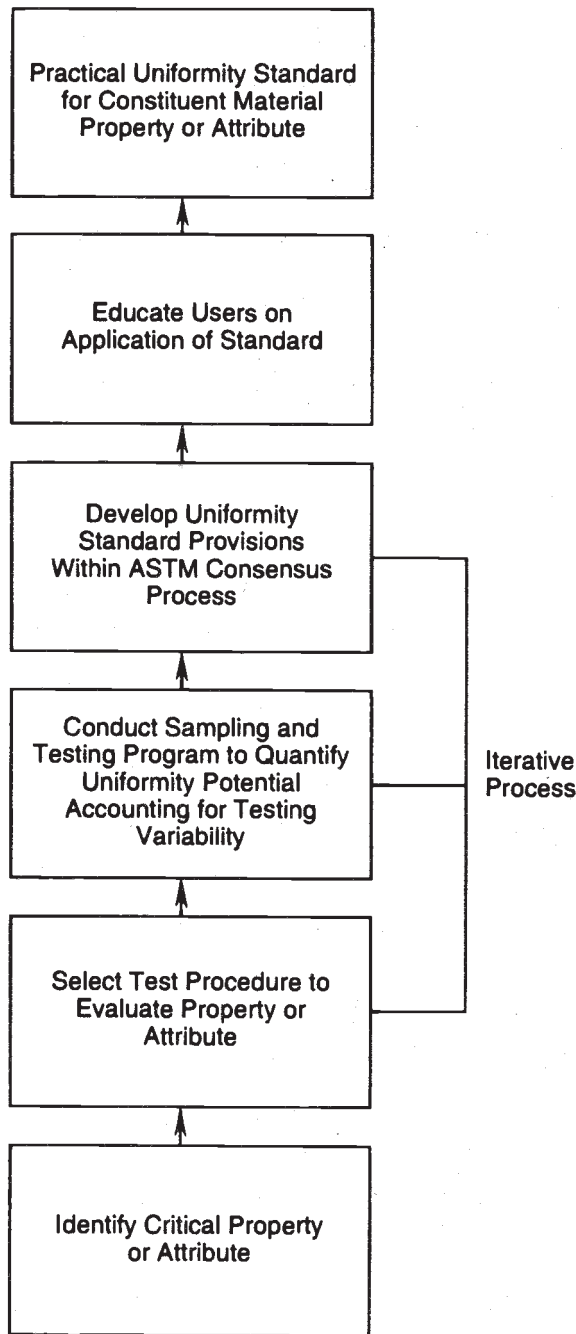 Practical Uniformity Standard
for Constituent Material
Property or Attribute
Educate Users on
Application of Standard
Develop Uniformity
Standard Provisions
Within ASTM Consensus
Process
Conduct Sampling and
Testing Program to Quantify
Uniformity Potential
Accounting for Testing
Variability
Iterative
Process
Select Test Procedure to
Evaluate Property or
Attribute
Identify Critical Property
or Attribute